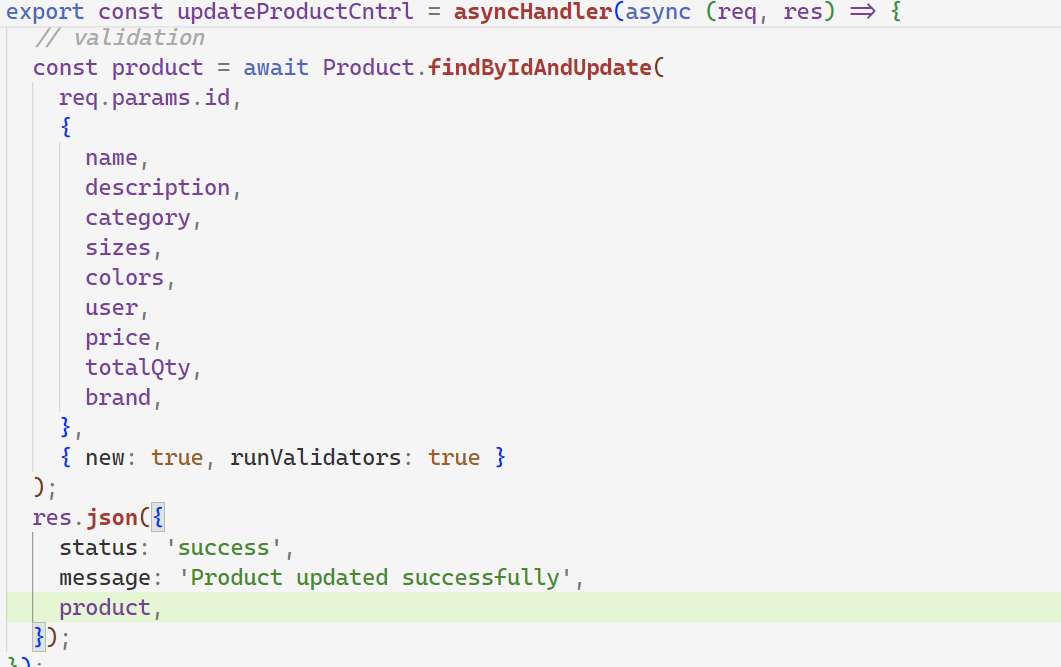 export const updateProductCntrl = asyncHandler(async (req, res) => {
// validation
const product = await Product.findByIdAndUpdate(
req.params.id,
{
name,
description,
category,
sizes,
colors,
user,
price,
totalQty,
brand,
},
{ new: true, runValidators: true }
);
res.json({
status: 'success',
message: 'Product updated successfully',
product,
});
});